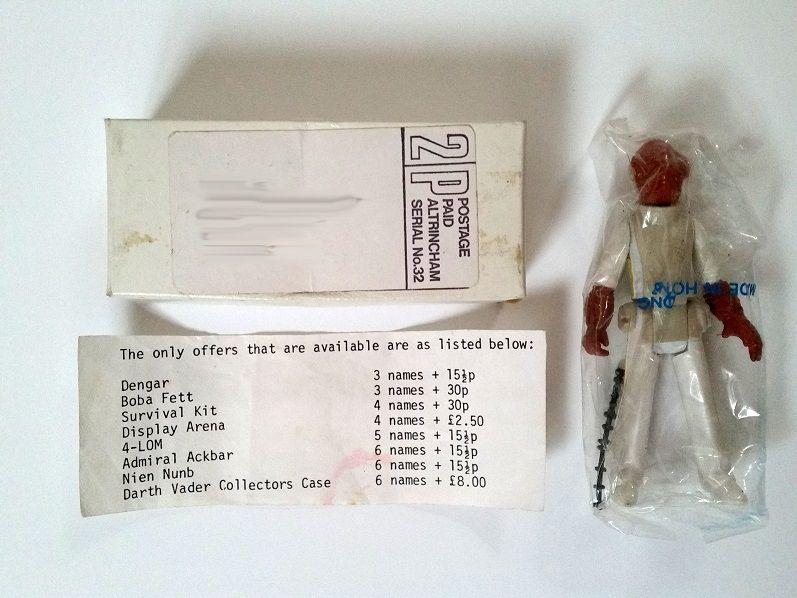 2P
POSTAGE
PAID
ALTRINCHAM
SERIAL No.32
The only offers that are available are as listed below:
Dengar 3 names + 15½p
Boba Fett 3 names + 30p
Survival Kit 4 names + 30p
Display Arena 4 names + £2.50
4-LOM 5 names + 15½p
Admiral Ackbar 6 names + 15½p
Nien Nunb 6 names + 15½p
Darth Vader Collectors Case 6 names + £8.00
IN